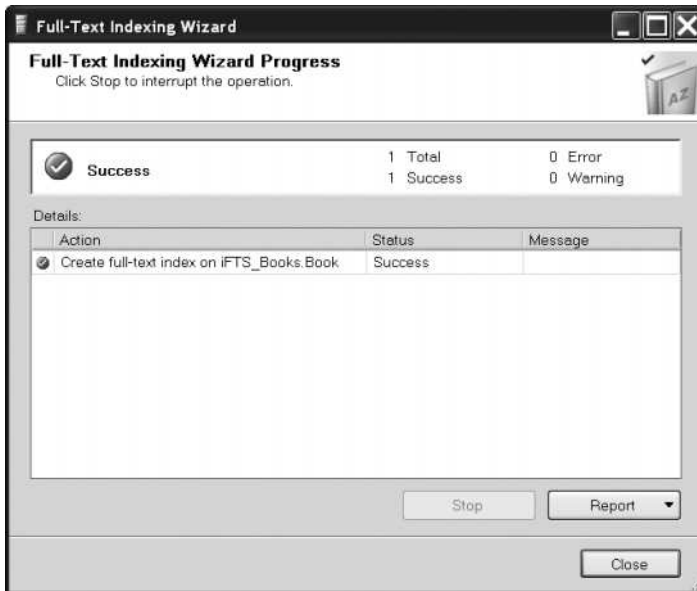 Full-Text Indexing Wizard
Full-Text Indexing Wizard Progress
Click Stop to interrupt the operation.
AZ
Success
1 Total
0 Error
1 Success
0 Warning
Details:
Action Status Message
Create full-text index on iFTS_Books.Book Success
Stop Report
Close